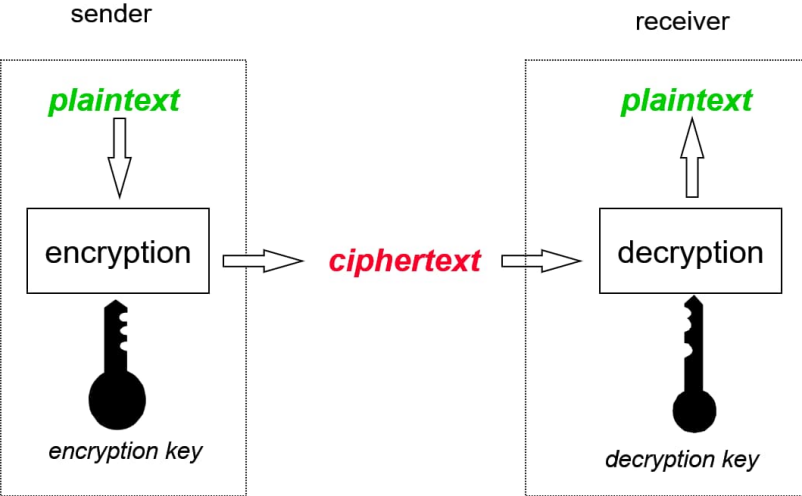 sender
receiver
plaintext
plaintext
encryption
ciphertext
decryption
encryption key
decryption key